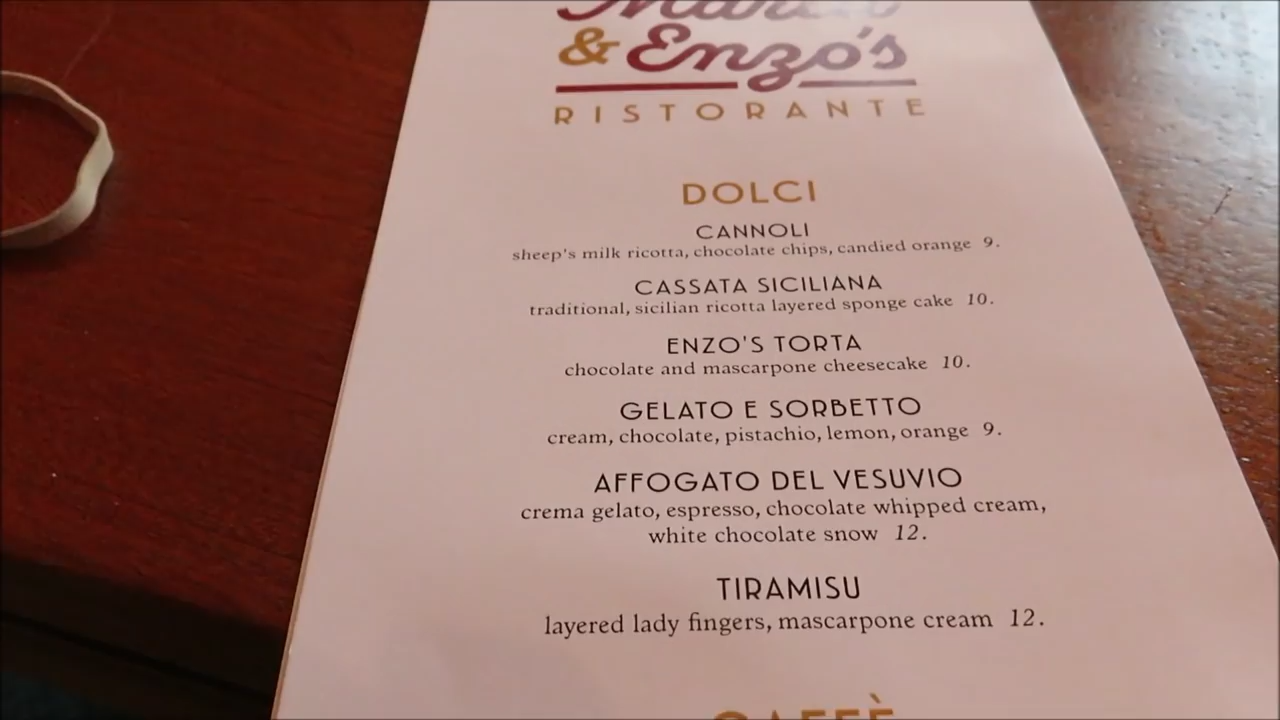 & Enzo's
RISTORANTE
DOLCI
CANNOLI
sheep's milk ricotta, chocolate chips, candied orange 9.
CASSATA SICILIANA
traditional, sicilian ricotta layered sponge cake 10.
ENZO'S TORTA
chocolate and mascarpone cheesecake 10.
GELATO E SORBETTO
cream, chocolate, pistachio, lemon, orange 9.
AFFOGATO DEL VESUVIO
crema gelato, espresso, chocolate whipped cream,
white chocolate snow 12.
TIRAMISU
layered lady fingers, mascarpone cream 12.
CAFFÈ